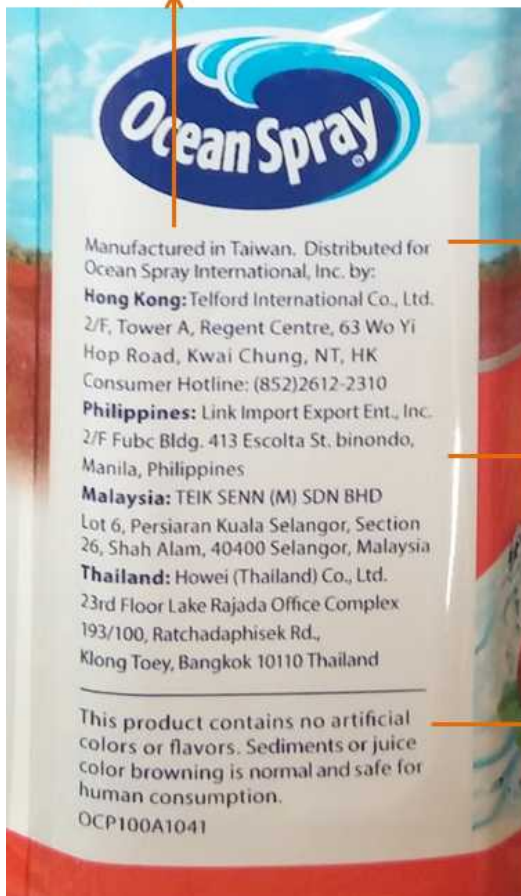 Ocean Spray®
Manufactured in Taiwan. Distributed for
Ocean Spray International, Inc. by:
Hong Kong: Telford International Co., Ltd.
2/F, Tower A, Regent Centre, 63 Wo Yi
Hop Road, Kwai Chung, NT, HK
Consumer Hotline: (852)2612-2310
Philippines: Link Import Export Ent., Inc.
2/F Fubc Bldg. 413 Escolta St. binondo,
Manila, Philippines
Malaysia: TEIK SENN (M) SDN BHD
Lot 6, Persiaran Kuala Selangor, Section
26, Shah Alam, 40400 Selangor, Malaysia
Thailand: Howei (Thailand) Co., Ltd.
23rd Floor Lake Rajada Office Complex
193/100, Ratchadaphisek Rd.,
Klong Toey, Bangkok 10110 Thailand
This product contains no artificial
colors or flavors. Sediments or juice
color browning is normal and safe for
human consumption.
OCP100A1041